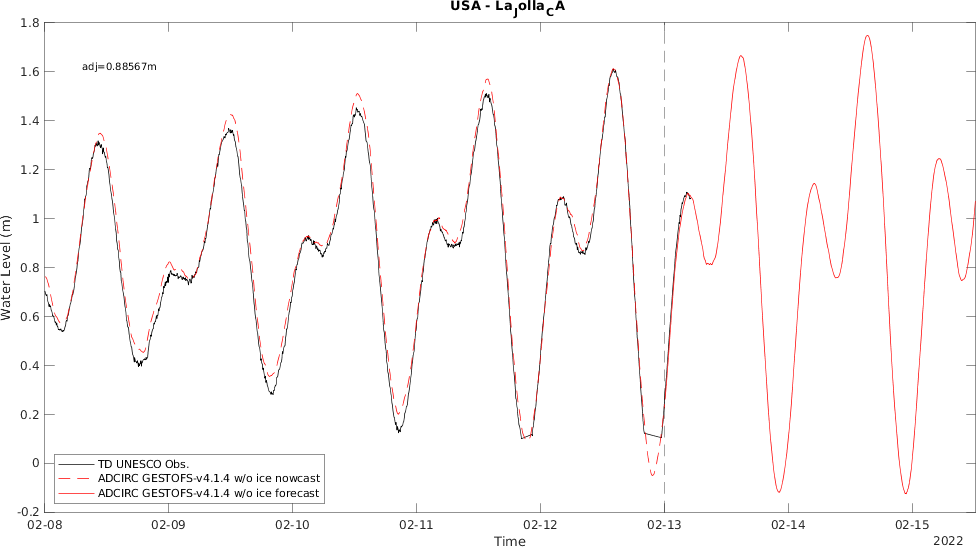 USA - LaJollaCA
adj=0.88567m
Water Level (m)
1.8
1.6
1.4
1.2
1
0.8
0.6
0.4
0.2
0
-0.2
TD UNESCO Obs.
ADCIRC GESTOFS-v4.1.4 w/o ice nowcast
ADCIRC GESTOFS-v4.1.4 w/o ice forecast
02-08 02-09 02-10 02-11 02-12 02-13 02-14 02-15
Time
2022